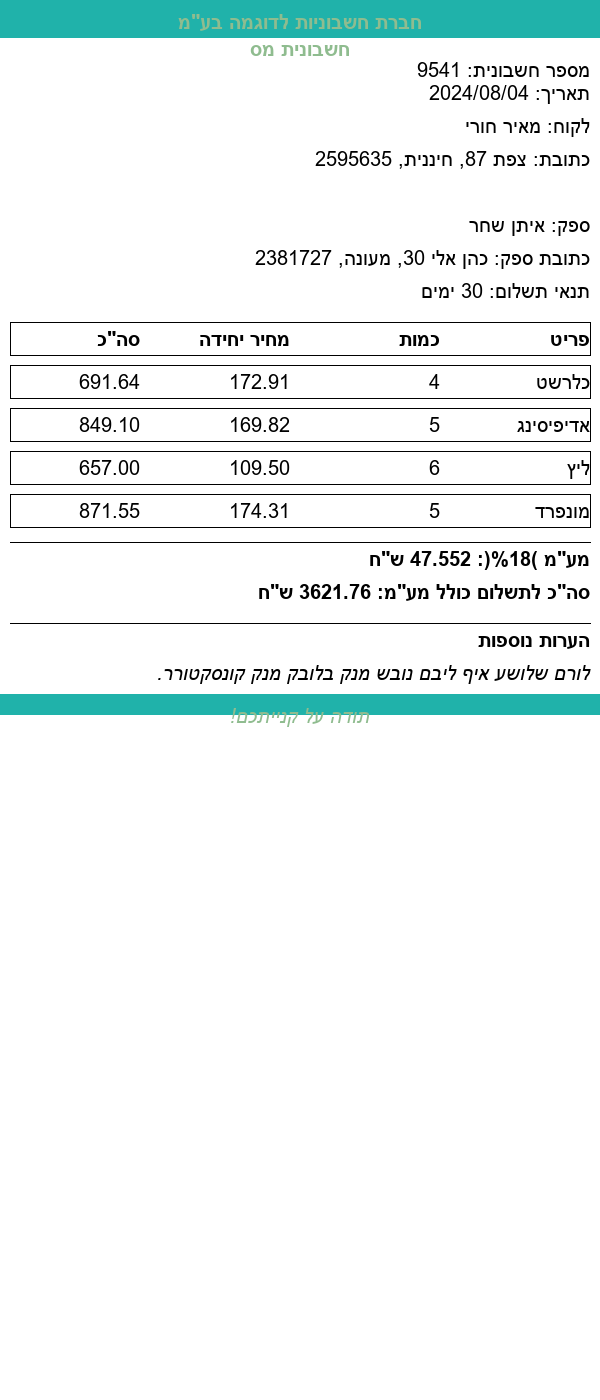 חברת חשבוניות לדוגמה בע"מ
חשבונית מס
מספר חשבונית: 9541
תאריך: 2024/08/04
לקוח: מאיר חורי
כתובת: צפת 87, חיננית, 2595635
ספק: איתן שחר
כתובת ספק: כהן אלי 30, מעונה, 2381727
תנאי תשלום: 30 ימים
פריט כמות מחיר יחידה סה"כ
כלרשט 4 172.91 691.64
אדיפיסינג 5 169.82 849.10
ליץ 6 109.50 657.00
מונפרד 5 174.31 871.55
מע"מ )18%(: 47.552 ש"ח
סה"כ לתשלום כולל מע"מ: 3621.76 ש"ח
הערות נוספות
לורם שלושע איף ליבם נובש מנק בלובק מנק קונסקטורר.
תודה על קנייתכם!